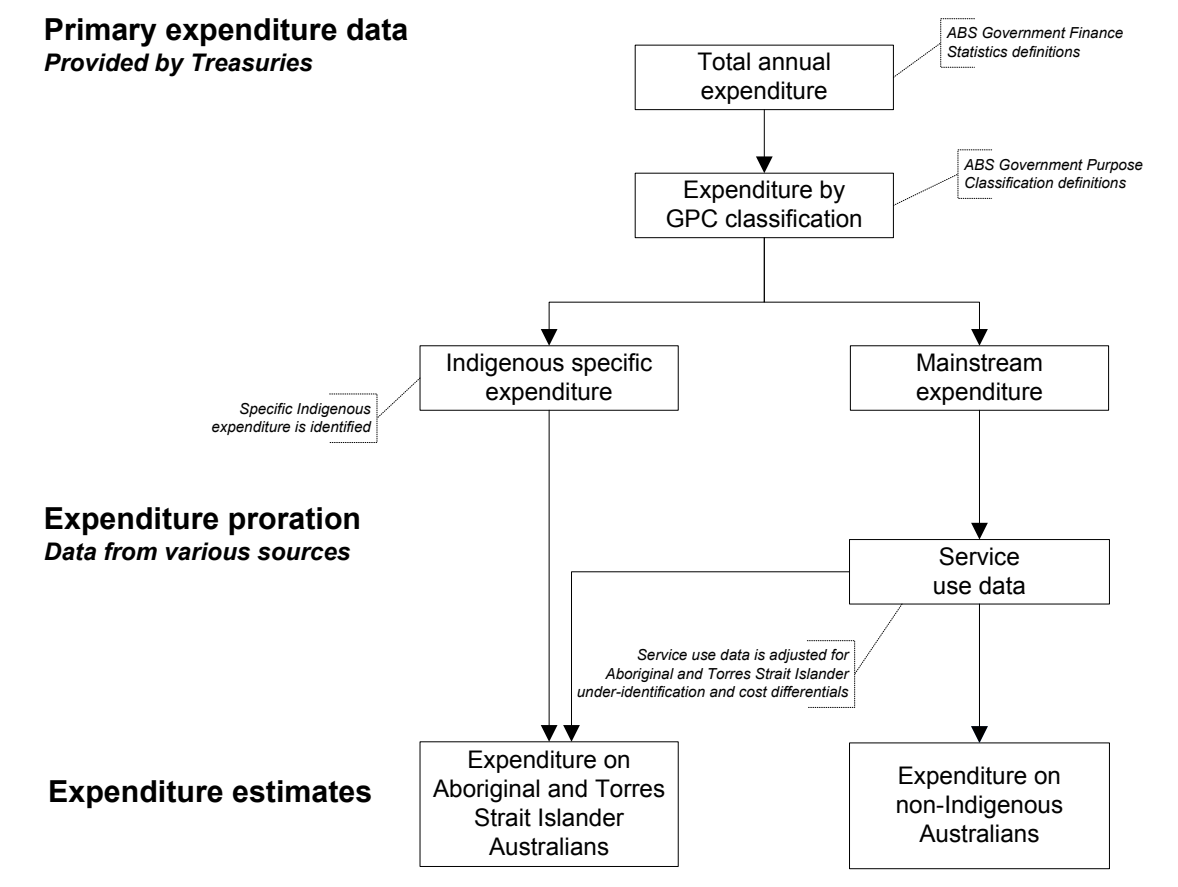 Primary expenditure data
Provided by Treasuries
Total annual
expenditure
ABS Government Finance
Statistics definitions
Expenditure by
GPC classification
ABS Government Purpose
Classification definitions
Indigenous specific
expenditure
Mainstream
expenditure
Specific Indigenous
expenditure is identified
Expenditure proration
Data from various sources
Service
use data
Service use data is adjusted for
Aboriginal and Torres Strait Islander
under-identification and cost differentials
Expenditure estimates
Expenditure on
Aboriginal and Torres
Strait Islander
Australians
Expenditure on
non-Indigenous
Australians